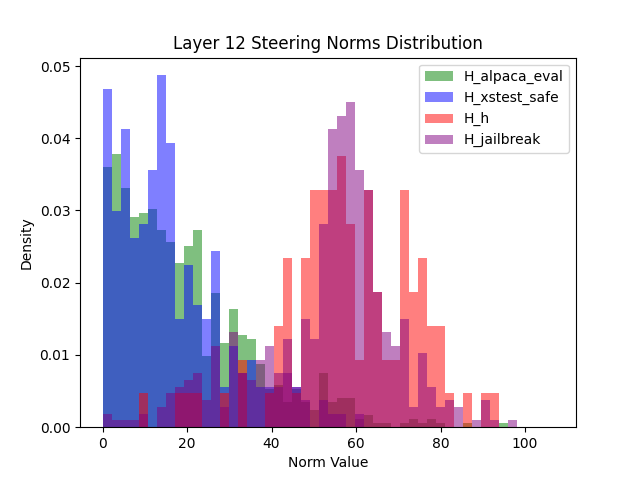 Layer 12 Steering Norms Distribution
H_alpaca_eval
H_xstest_safe
H_h
H_jailbreak
0.05
0.04
0.03
0.02
0.01
0.00
Density
0
20
40
60
80
100
Norm Value